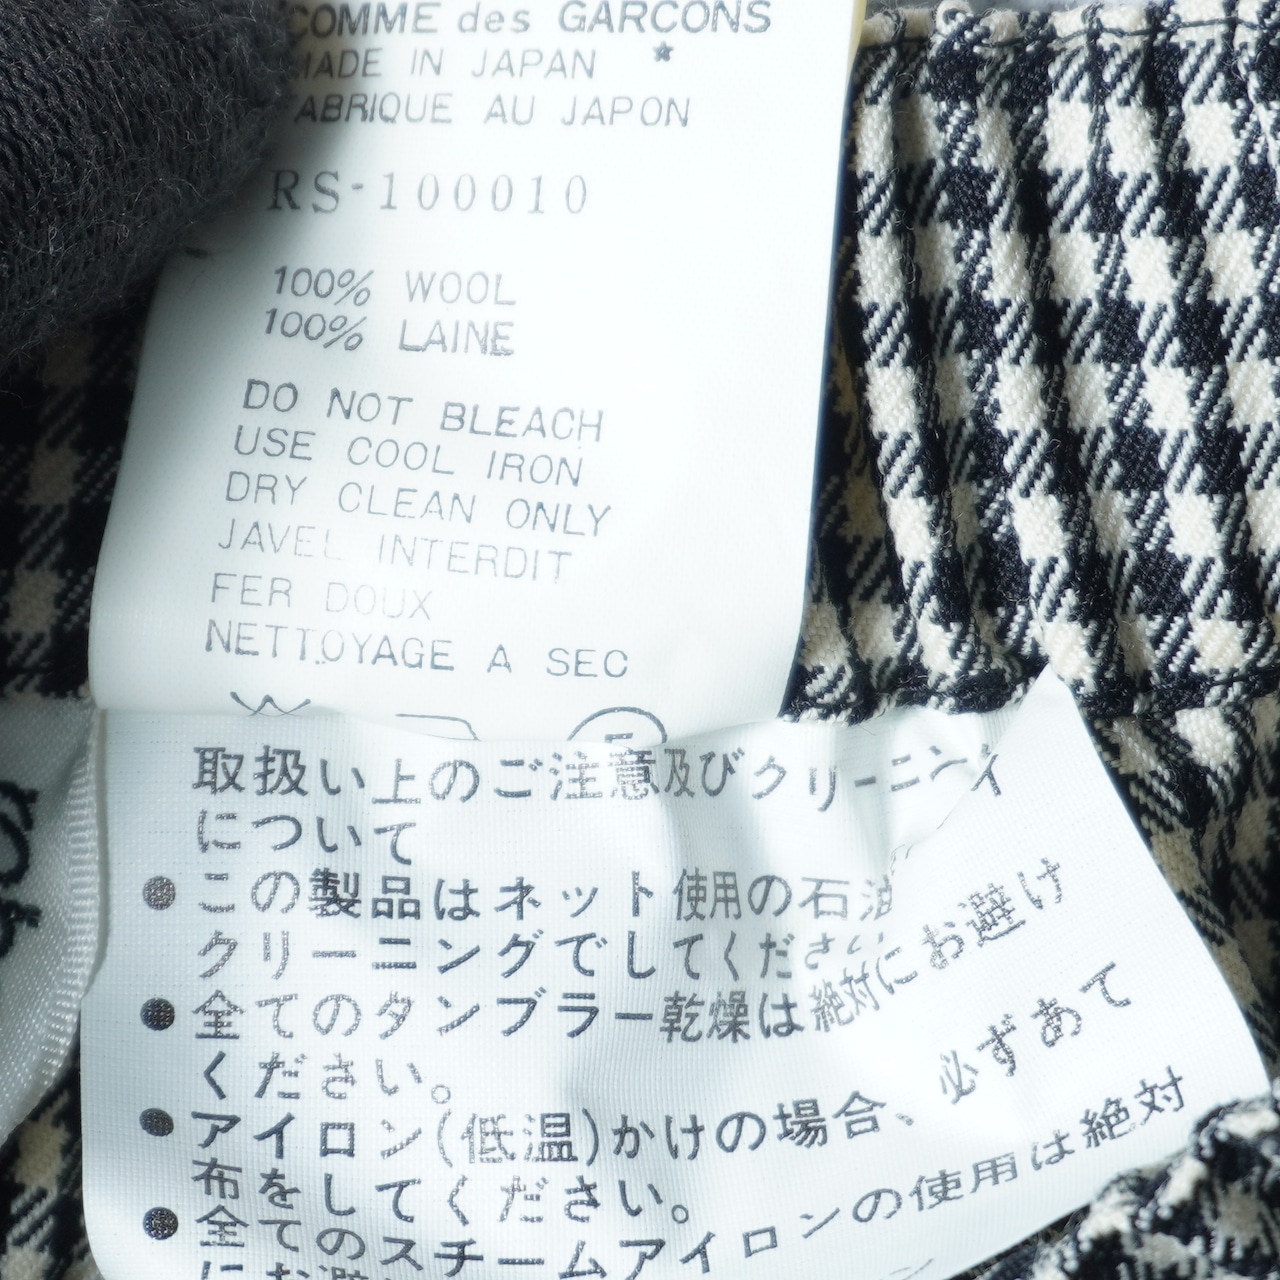 COMME des GARCONS *
MADE IN JAPAN
FABRIQUE AU JAPON
RS-100010
100% WOOL
100% LAINE
DO NOT BLEACH
USE COOL IRON
DRY CLEAN ONLY
JAVEL INTERDIT
FER DOUX
NETTOYAGE A SEC
取扱い上のご注意及びクリーニング
について
●この製品はネット使用の石油
クリーニングでしてください
●全てのタンブラー乾燥は絶対にお避け
ください。
●アイロン(低温)かけの場合、必ずあて
布をしてください。
●全てのスチームアイロンの使用は絶対
にお避